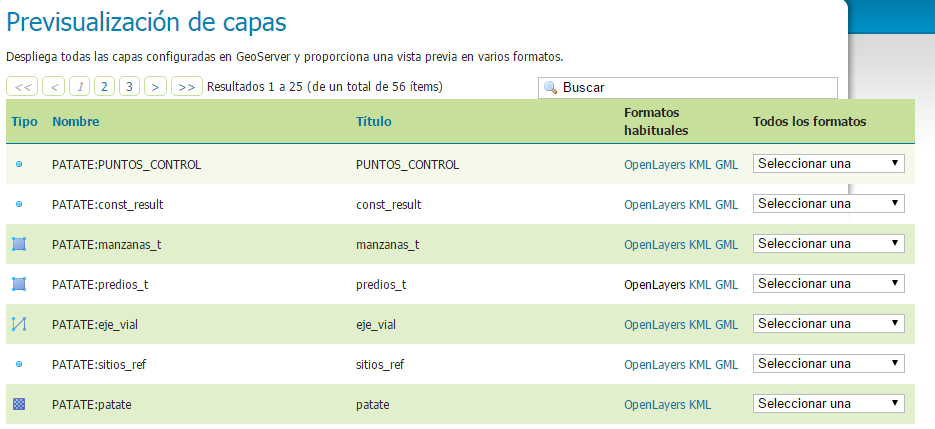 Previsualización de capas
Despliega todas las capas configuradas en GeoServer y proporciona una vista previa en varios formatos.
<< < 1 2 3 > >> Resultados 1 a 25 (de un total de 56 ítems) Buscar
Tipo Nombre Título Formatos habituales Todos los formatos
PATATE:PUNTOS_CONTROL PUNTOS_CONTROL OpenLayers KML GML Seleccionar una
PATATE:const_result const_result OpenLayers KML GML Seleccionar una
PATATE:manzanas_t manzanas_t OpenLayers KML GML Seleccionar una
PATATE:predios_t predios_t OpenLayers KML GML Seleccionar una
PATATE:eje_vial eje_vial OpenLayers KML GML Seleccionar una
PATATE:sitios_ref sitios_ref OpenLayers KML GML Seleccionar una
PATATE:patate patate OpenLayers KML Seleccionar una